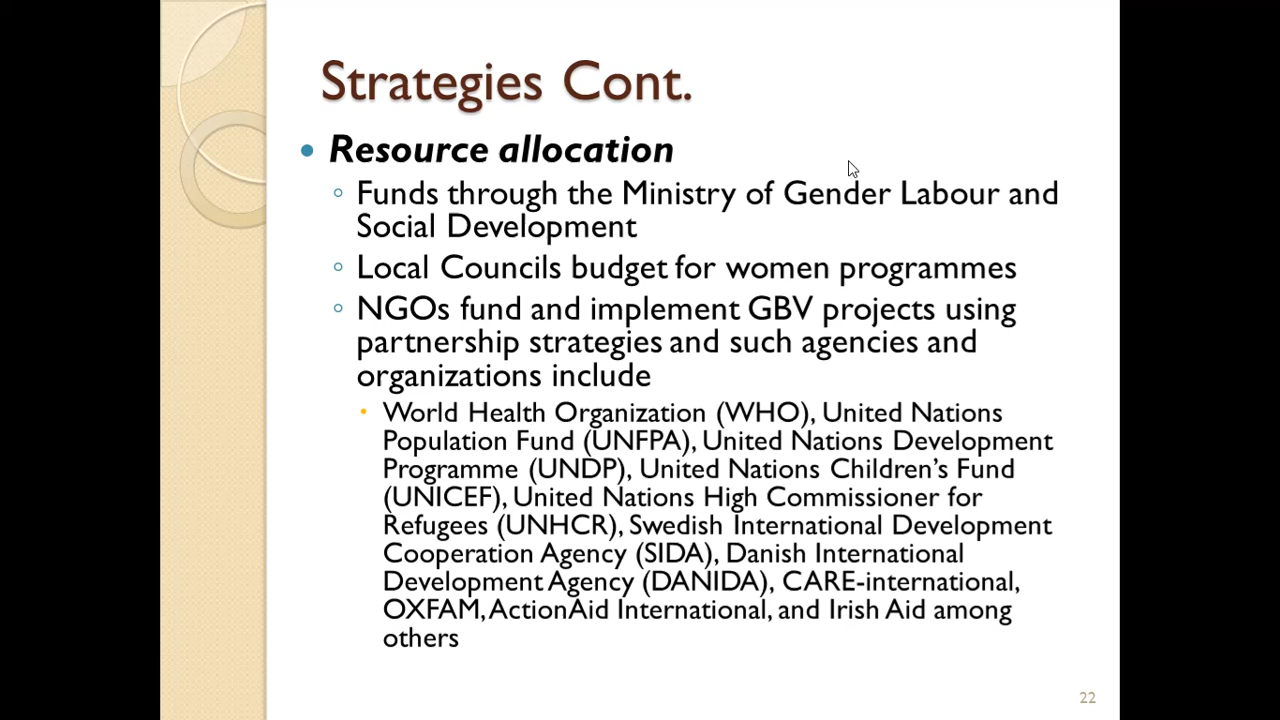 Strategies Cont.
Resource allocation
Funds through the Ministry of Gender Labour and
Social Development
Local Councils budget for women programmes
NGOs fund and implement GBV projects using
partnership strategies and such agencies and
organizations include
World Health Organization (WHO), United Nations
Population Fund (UNFPA), United Nations Development
Programme (UNDP), United Nations Children’s Fund
(UNICEF), United Nations High Commissioner for
Refugees (UNHCR), Swedish International Development
Cooperation Agency (SIDA), Danish International
Development Agency (DANIDA), CARE-international,
OXFAM, ActionAid International, and Irish Aid among
others
22